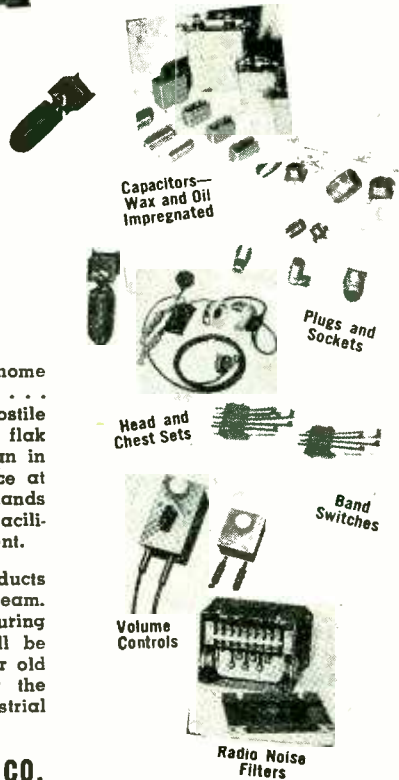 Capacitors—
Wax and Oil
Impregnated
Plugs and
Sockets
home
. . .
ostile
flak
an in
ce at
ands
acili-
nt.
Head and
Chest Sets
Band
Switches
ducts
eam.
uring
ll be
r old
the
strial
Volume
Controls
Radio Noise
Filters
CO.